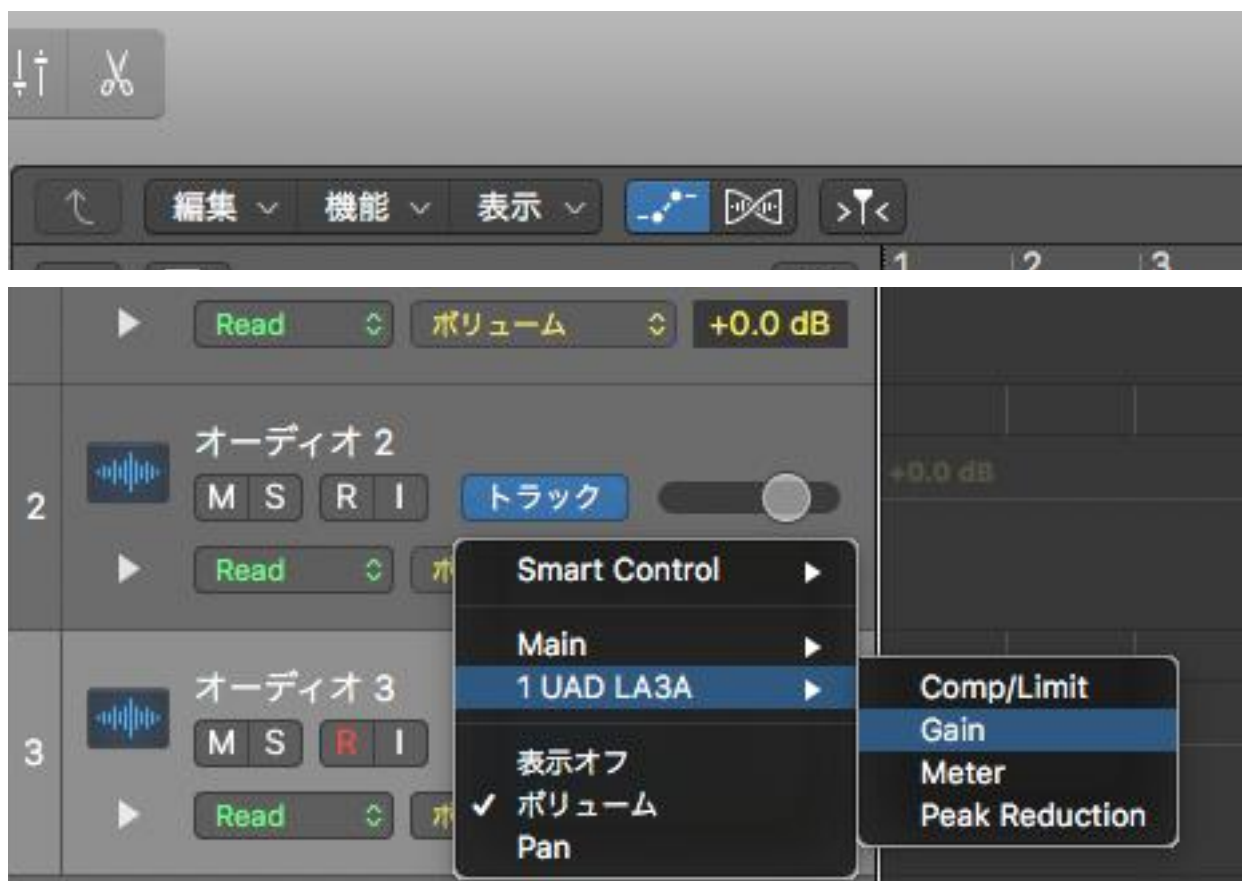 編集 機能 表示
1 2 3
Read ボリューム +0.0 dB
オーディオ 2
+0.0 dB
2 M S R I トラック
Read ボ
Smart Control
Main
1 UAD LA3A
表示オフ
ボリューム
Pan
Comp/Limit
Gain
Meter
Peak Reduction
オーディオ 3
3 M S R I
Read ボ